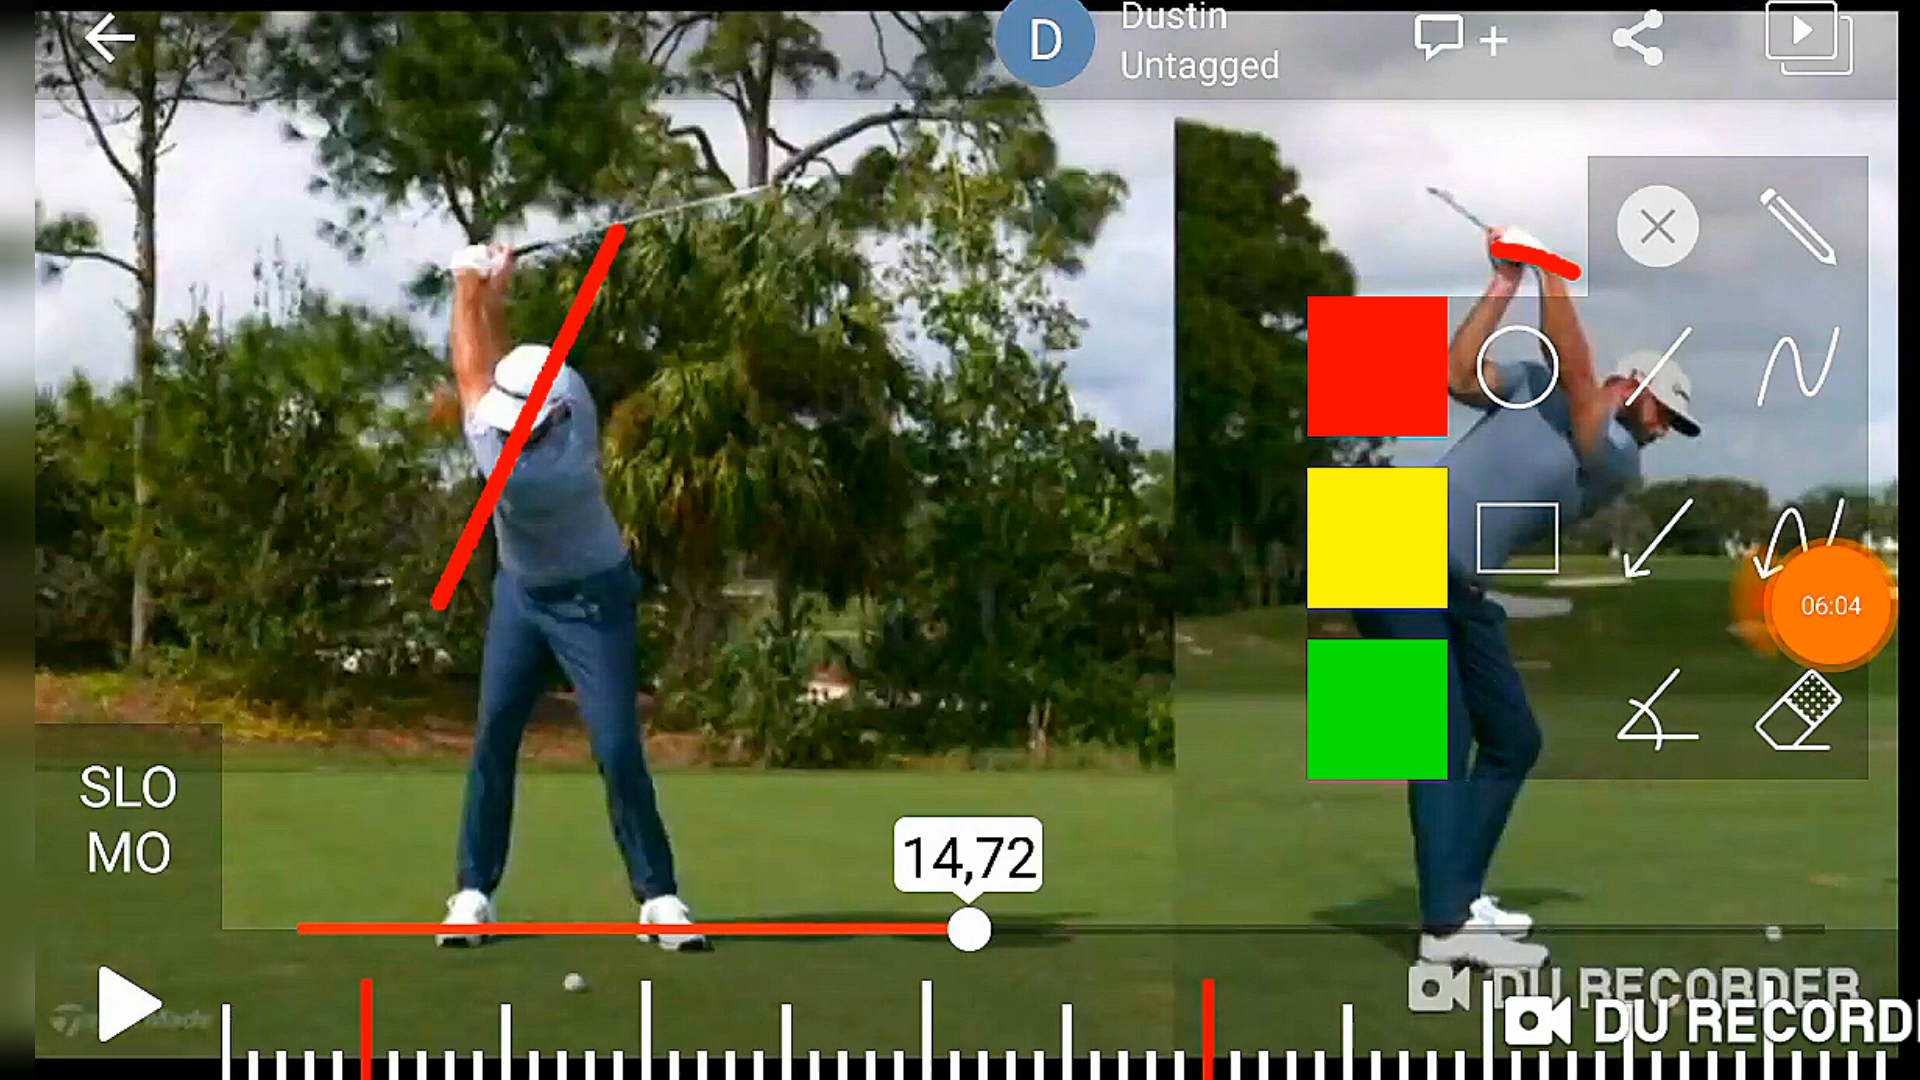 D
Dustin
Untagged
06:04
SLO
MO
14,72
DU RECORDER
DU RECORD